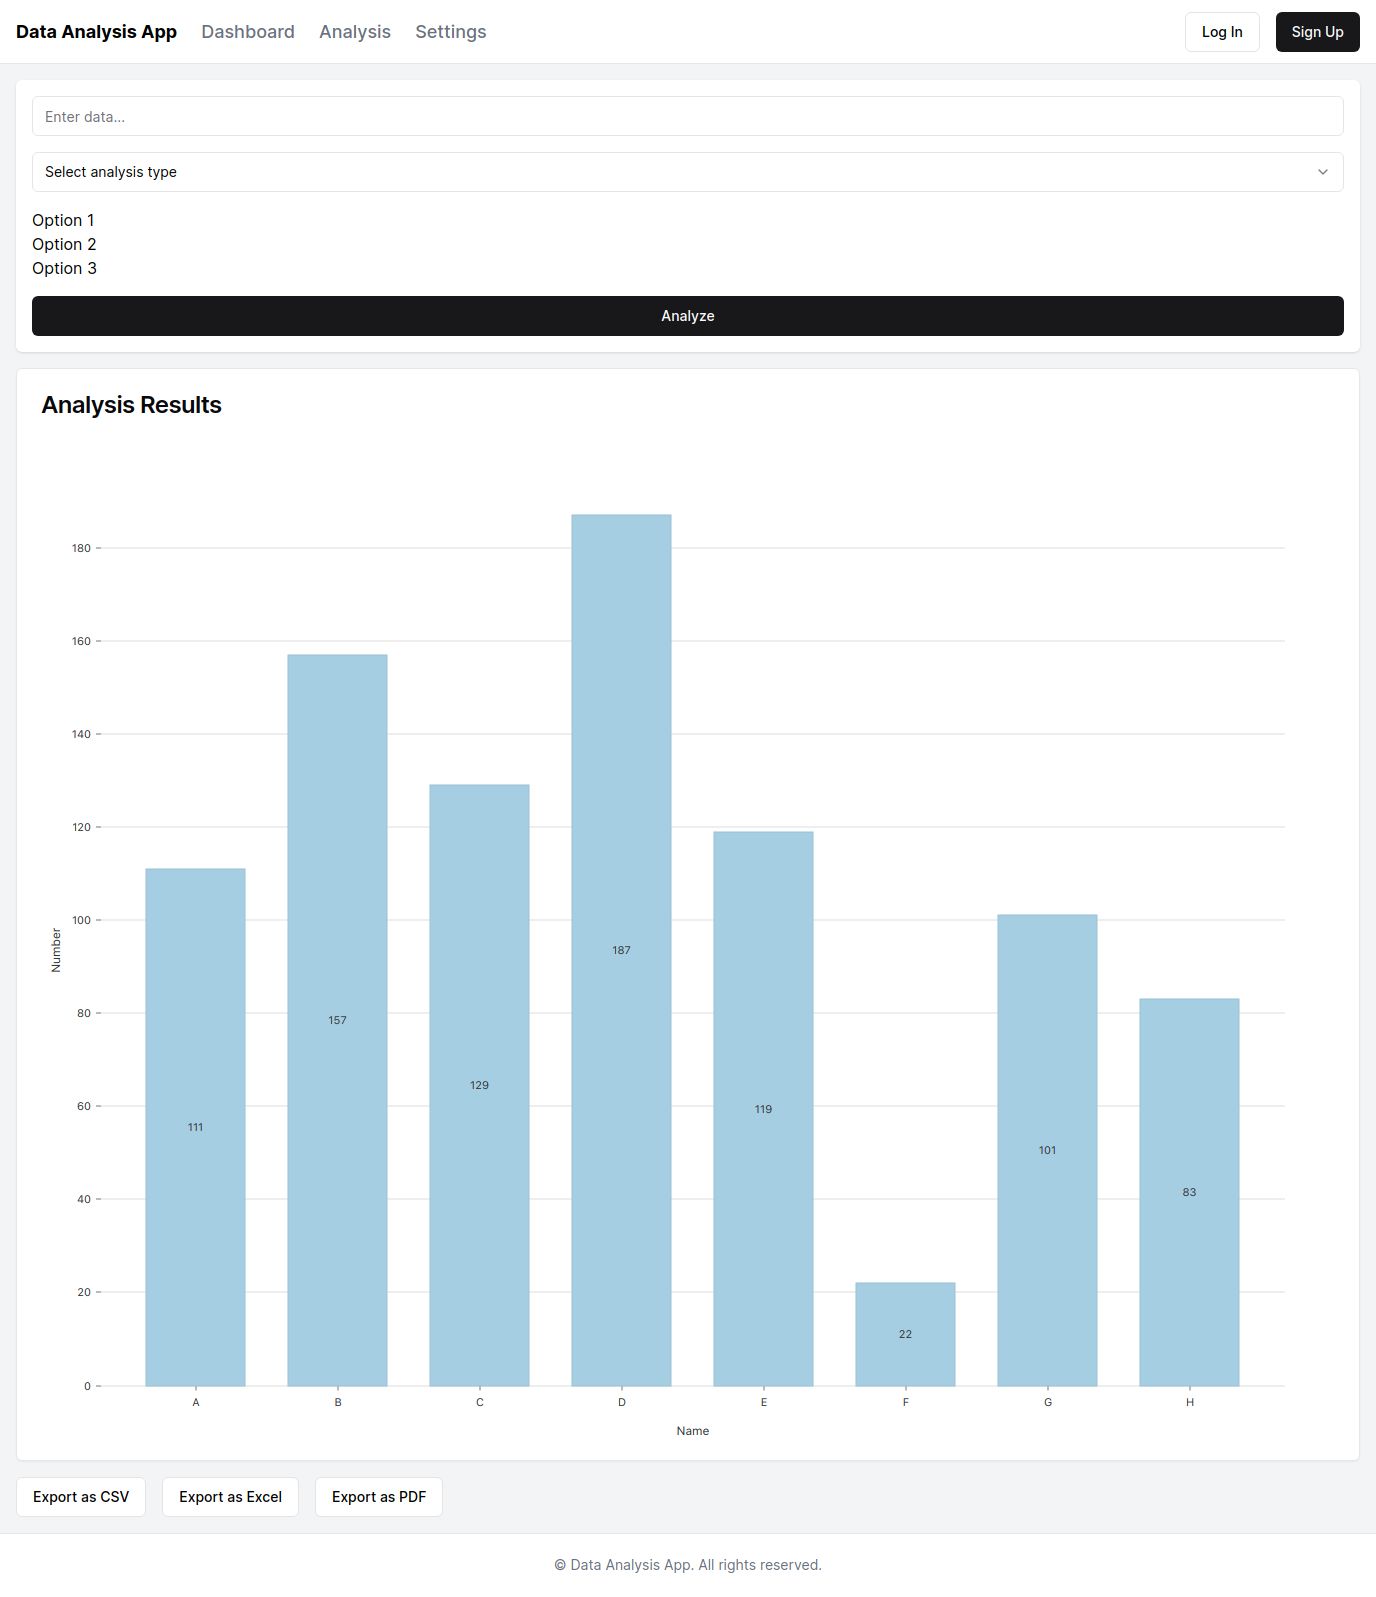 Data Analysis App Dashboard Analysis Settings Log In Sign Up
Enter data...
Select analysis type
Option 1
Option 2
Option 3
Analyze
Analysis Results
180
160
140
120
100
80
60
40
20
0
Number
111
157
129
187
119
22
101
83
A B C D E F G H
Name
Export as CSV Export as Excel Export as PDF
© Data Analysis App. All rights reserved.